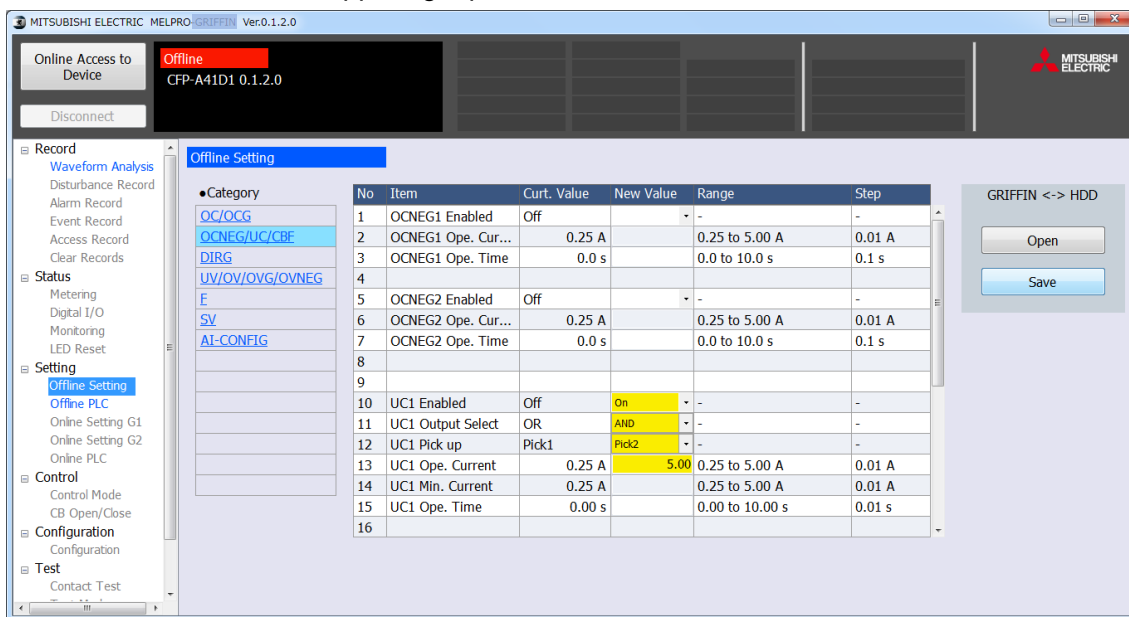 MITSUBISHI ELECTRIC MELPRO-GRIFFIN Ver.0.1.2.0
Online Access to Device
Disconnect
Offline
CFP-A41D1 0.1.2.0
MITSUBISHI
ELECTRIC
Record
Waveform Analysis
Disturbance Record
Alarm Record
Event Record
Access Record
Clear Records
Status
Metering
Digital I/O
Monitoring
LED Reset
Setting
Offline Setting
Offline PLC
Online Setting G1
Online Setting G2
Online PLC
Control
Control Mode
CB Open/Close
Configuration
Configuration
Test
Contact Test
Offline Setting
●Category
OC/OCG
OCNEG/UC/CBF
DIRG
UV/OV/OVG/OVNEG
F
SV
AI-CONFIG
No Item Curt. Value New Value Range Step
1 OCNEG1 Enabled Off - -
2 OCNEG1 Ope. Cur... 0.25 A 0.25 to 5.00 A 0.01 A
3 OCNEG1 Ope. Time 0.0 s 0.0 to 10.0 s 0.1 s
4
5 OCNEG2 Enabled Off - -
6 OCNEG2 Ope. Cur... 0.25 A 0.25 to 5.00 A 0.01 A
7 OCNEG2 Ope. Time 0.0 s 0.0 to 10.0 s 0.1 s
8
9
10 UC1 Enabled Off On - -
11 UC1 Output Select OR AND - -
12 UC1 Pick up Pick1 Pick2 - -
13 UC1 Ope. Current 0.25 A 5.00 0.25 to 5.00 A 0.01 A
14 UC1 Min. Current 0.25 A 0.25 to 5.00 A 0.01 A
15 UC1 Ope. Time 0.00 s 0.00 to 10.00 s 0.01 s
16
GRIFFIN <-> HDD
Open
Save